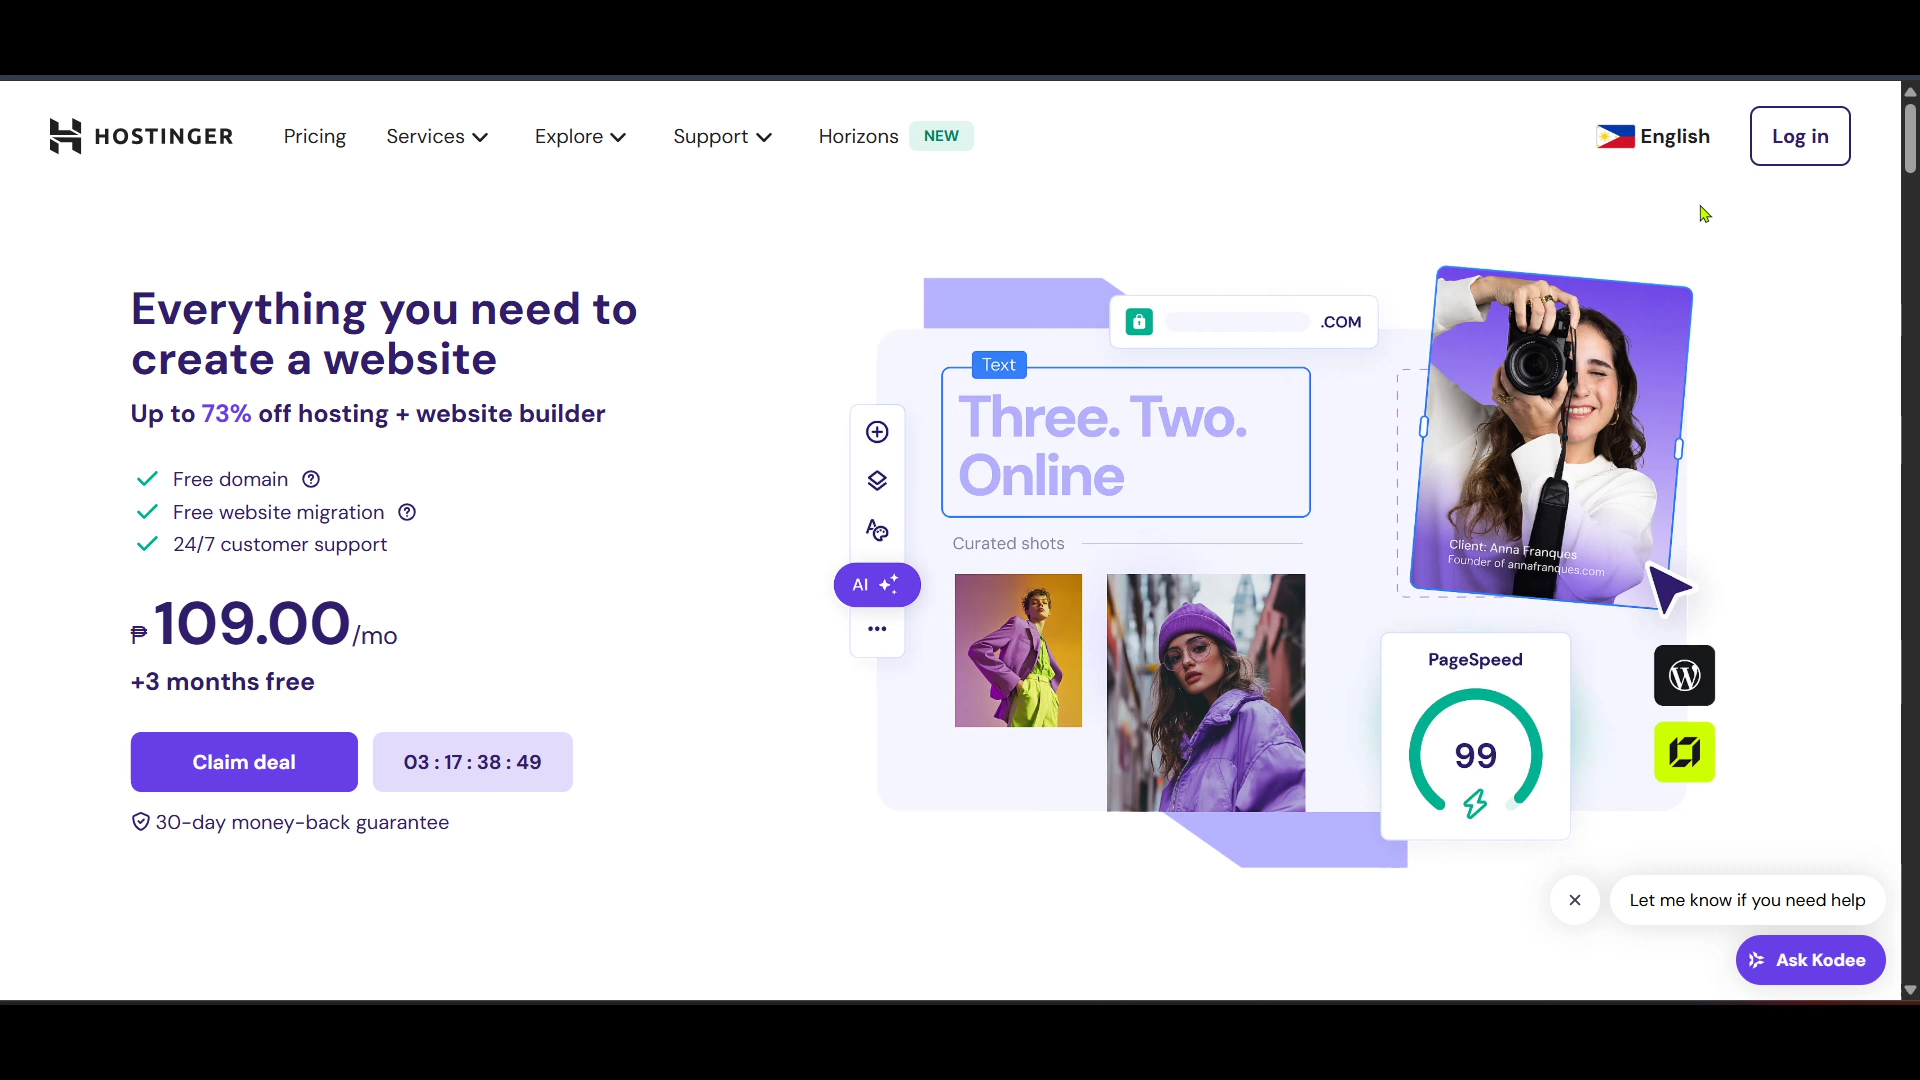 HOSTINGER
Pricing
Services
Explore
Support
Horizons NEW
English
Log in
Everything you need to
create a website
Up to 73% off hosting + website builder
Free domain
Free website migration
24/7 customer support
₱109.00/mo
+3 months free
Claim deal
03 : 17 : 38 : 49
30-day money-back guarantee
.COM
Text
Three. Two.
Online
Curated shots
AI
Client: Anna Franques
Founder of annafranques.com
PageSpeed
99
Let me know if you need help
Ask Kodee